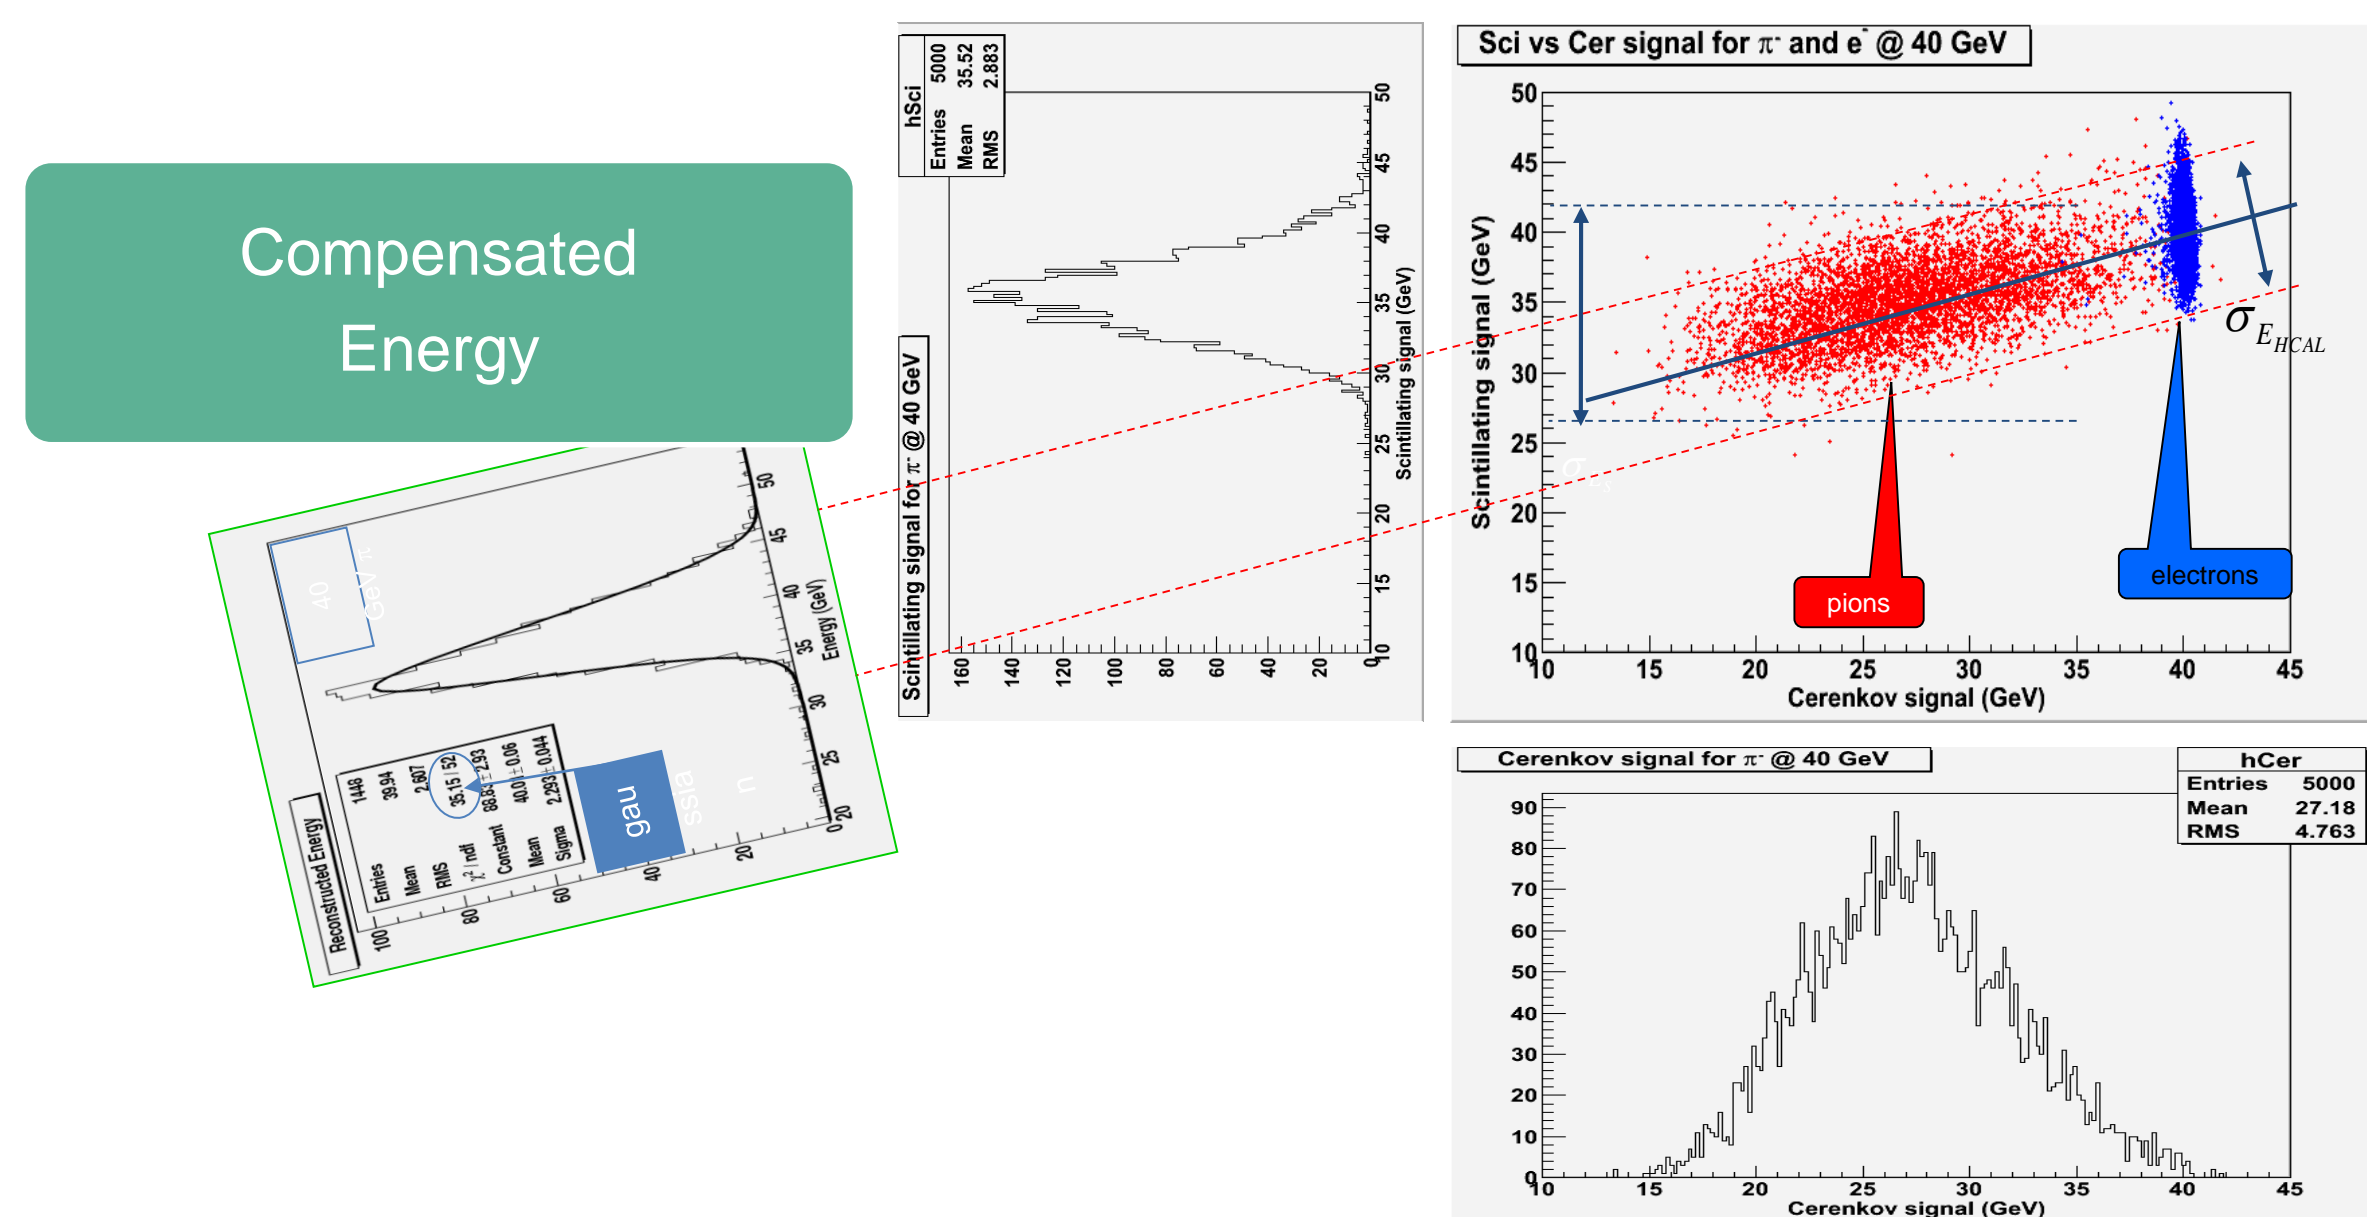 Compensated
Energy
hSci
Entries 5000
Mean 35.52
RMS 2.883
Scintillating signal for π⁻ @ 40 GeV
Scintillating signal (GeV)
10 15 20 25 30 35 40 45 50
0 20 40 60 80 100 120 140 160
Sci vs Cer signal for π⁻ and e⁻ @ 40 GeV
Scintillating signal (GeV)
50
45
40
35
30
25
20
15
10
10 15 20 25 30 35 40 45
Cerenkov signal (GeV)
σ E_HCAL
σ E_s
pions
electrons
Reconstructed Energy
Entries 1448
Mean 39.94
RMS 2.607
χ² / ndf 35.15 / 52
Constant 88.8 ± 2.93
Mean 40.01 ± 0.06
Sigma 2.293 ± 0.044
40
GeV π⁻
gau
ssia
n
Energy (GeV)
20 25 30 35 40 45 50
0 20 40 60 80 100
Cerenkov signal for π⁻ @ 40 GeV
hCer
Entries 5000
Mean 27.18
RMS 4.763
90
80
70
60
50
40
30
20
10
0
10 15 20 25 30 35 40 45
Cerenkov signal (GeV)